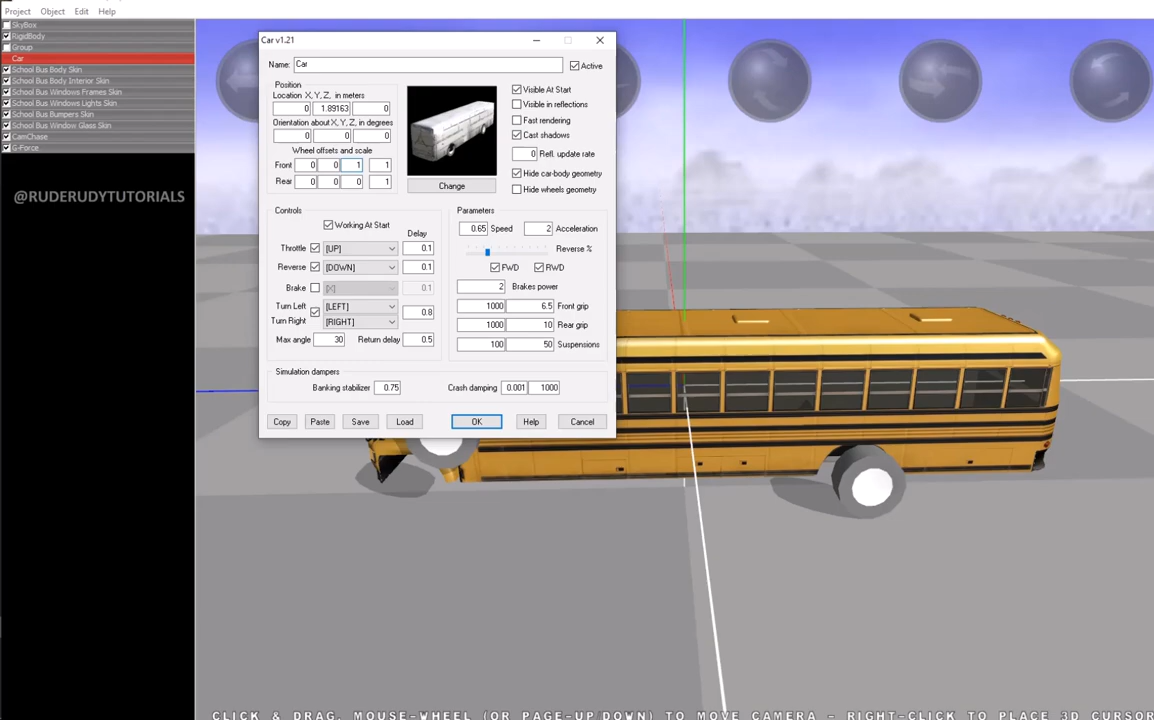 Project Object Edit Help
SkyBox
RigidBody
Group
Car
School Bus Body Skin
School Bus Body Interior Skin
School Bus Windows Frames Skin
School Bus Windows Lights Skin
School Bus Bumpers Skin
School Bus Window Glass Skin
CamChase
G-Force
@RUDERUDYTUTORIALS
Car v1.21
Name: Car Active
Position
Location X, Y, Z, in meters
0 1.89163 0
Orientation about X, Y, Z, in degrees
0 0 0
Wheel offsets and scale
Front 0 0 1 1
Rear 0 0 0 1
Change
Visible At Start
Visible in reflections
Fast rendering
Cast shadows
0 Refl. update rate
Hide car-body geometry
Hide wheels geometry
Controls
Working At Start
Delay
Throttle [UP] 0.1
Reverse [DOWN] 0.1
Brake [X] 0.1
Turn Left [LEFT]
0.8
Turn Right [RIGHT]
Max angle 30 Return delay 0.5
Parameters
0.65 Speed 2 Acceleration
Reverse %
FWD RWD
2 Brakes power
1000 6.5 Front grip
1000 10 Rear grip
100 50 Suspensions
Simulation dampers
Banking stabilizer 0.75 Crash damping 0.001 1000
Copy Paste Save Load OK Help Cancel
CLICK & DRAG, MOUSE-WHEEL (OR PAGE-UP/DOWN) TO MOVE CAMERA - RIGHT-CLICK TO PLACE 3D CURSOR